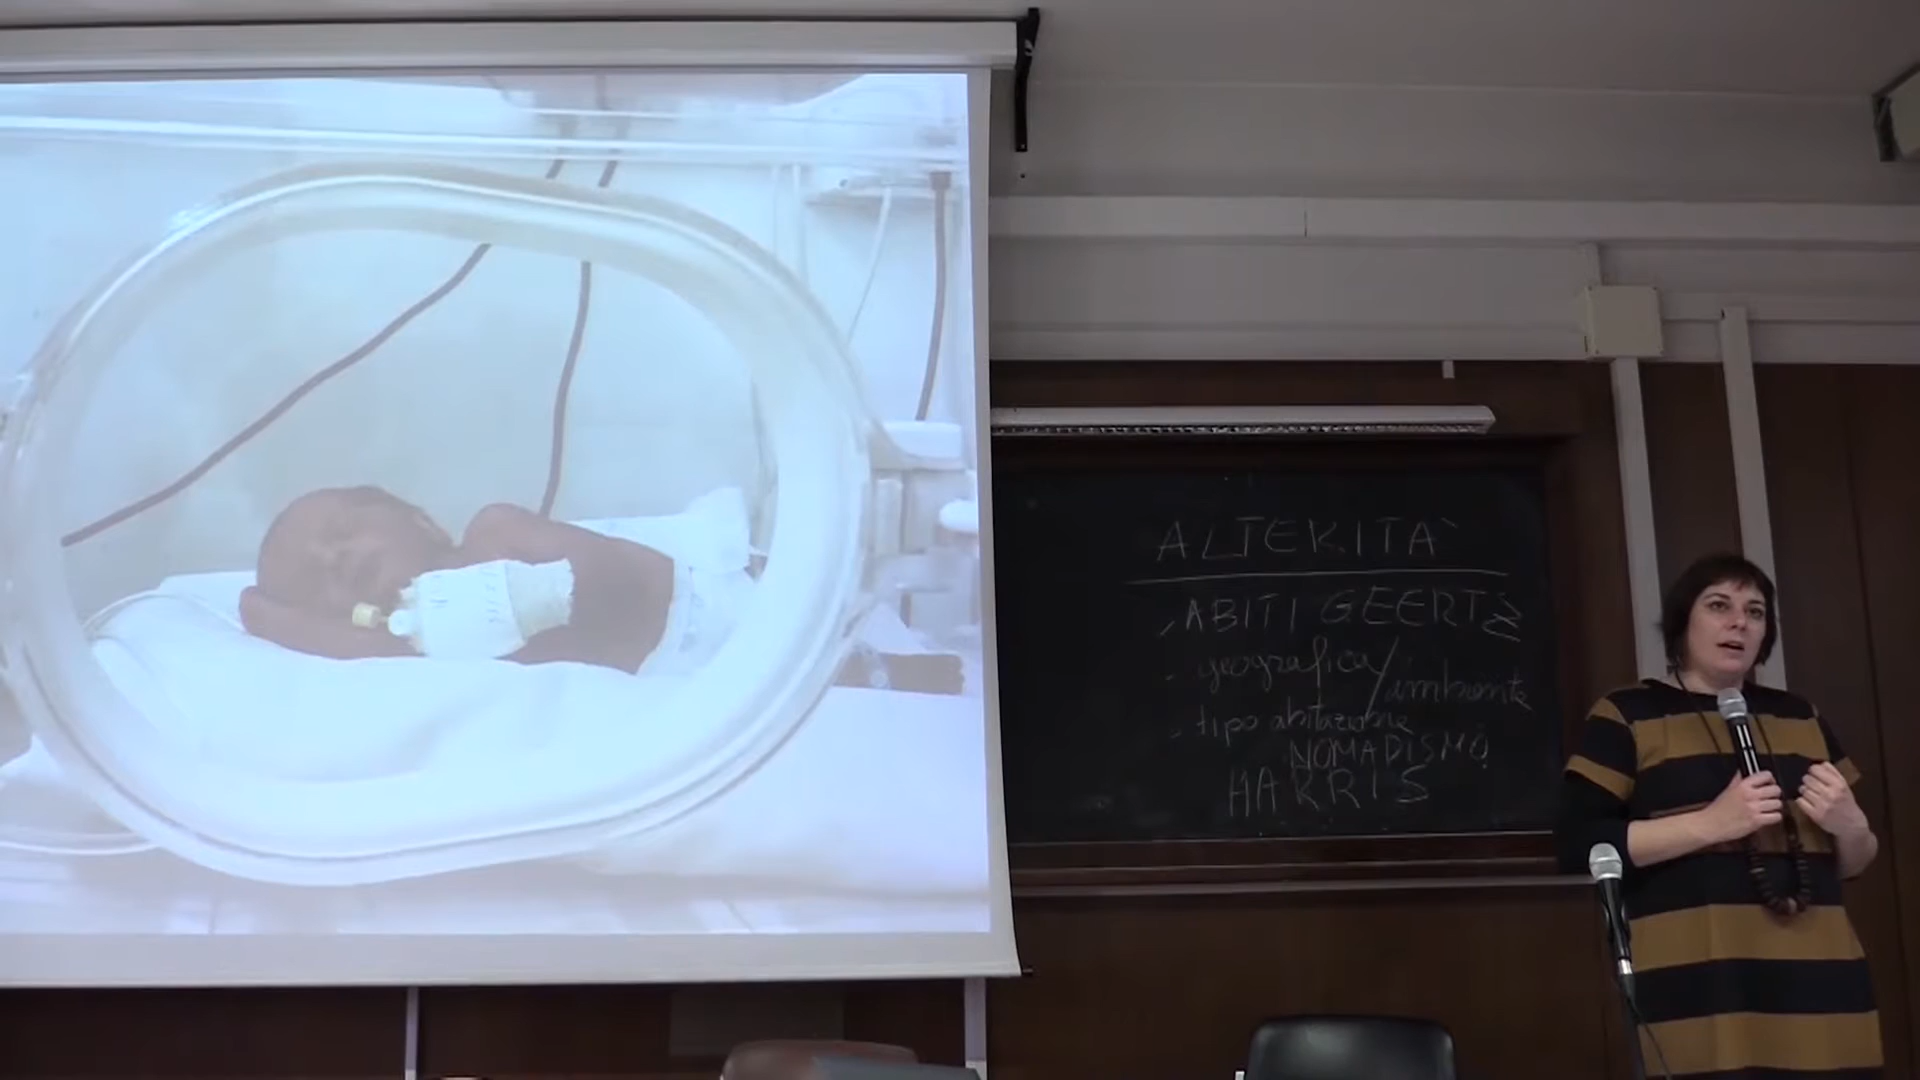 ALTERITÀ
ABITI GEERTZ
- geografica/ambiente
- tipo abitazione
NOMADISMO
HARRIS